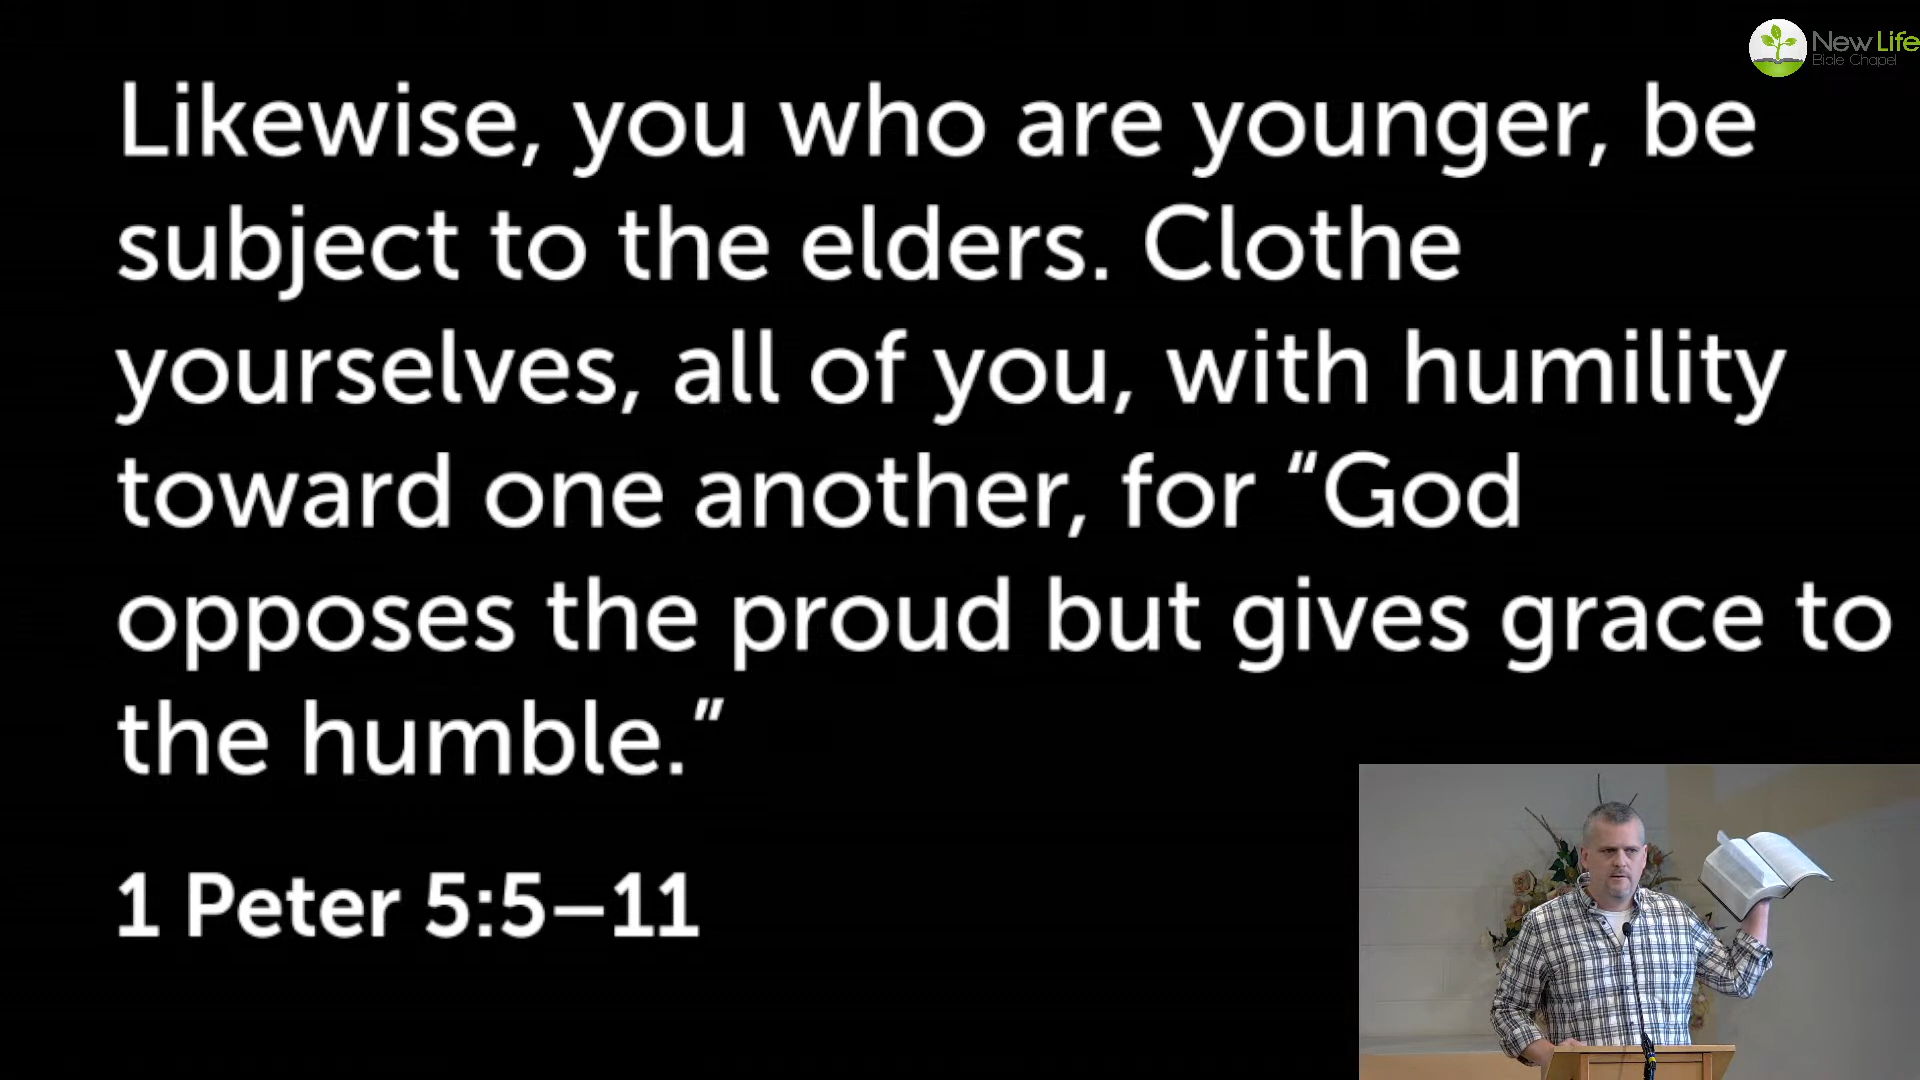 New Life
Bible Chapel
Likewise, you who are younger, be
subject to the elders. Clothe
yourselves, all of you, with humility
toward one another, for “God
opposes the proud but gives grace to
the humble.”
1 Peter 5:5–11